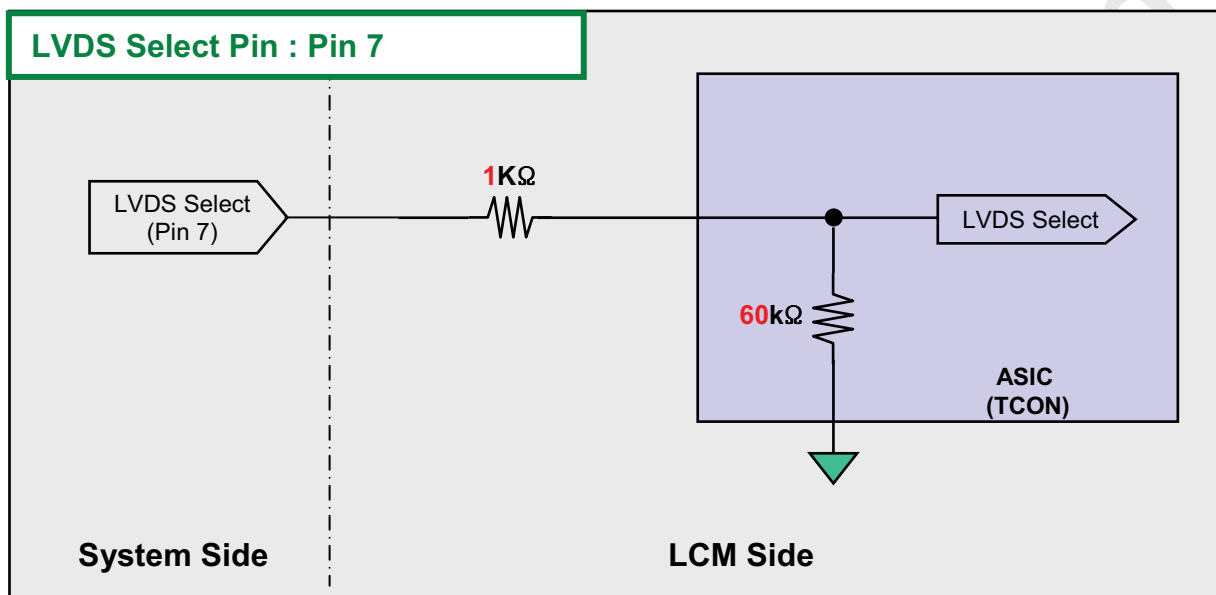 LVDS Select Pin : Pin 7
1KΩ
LVDS Select
(Pin 7)
LVDS Select
60kΩ
ASIC
(TCON)
System Side
LCM Side